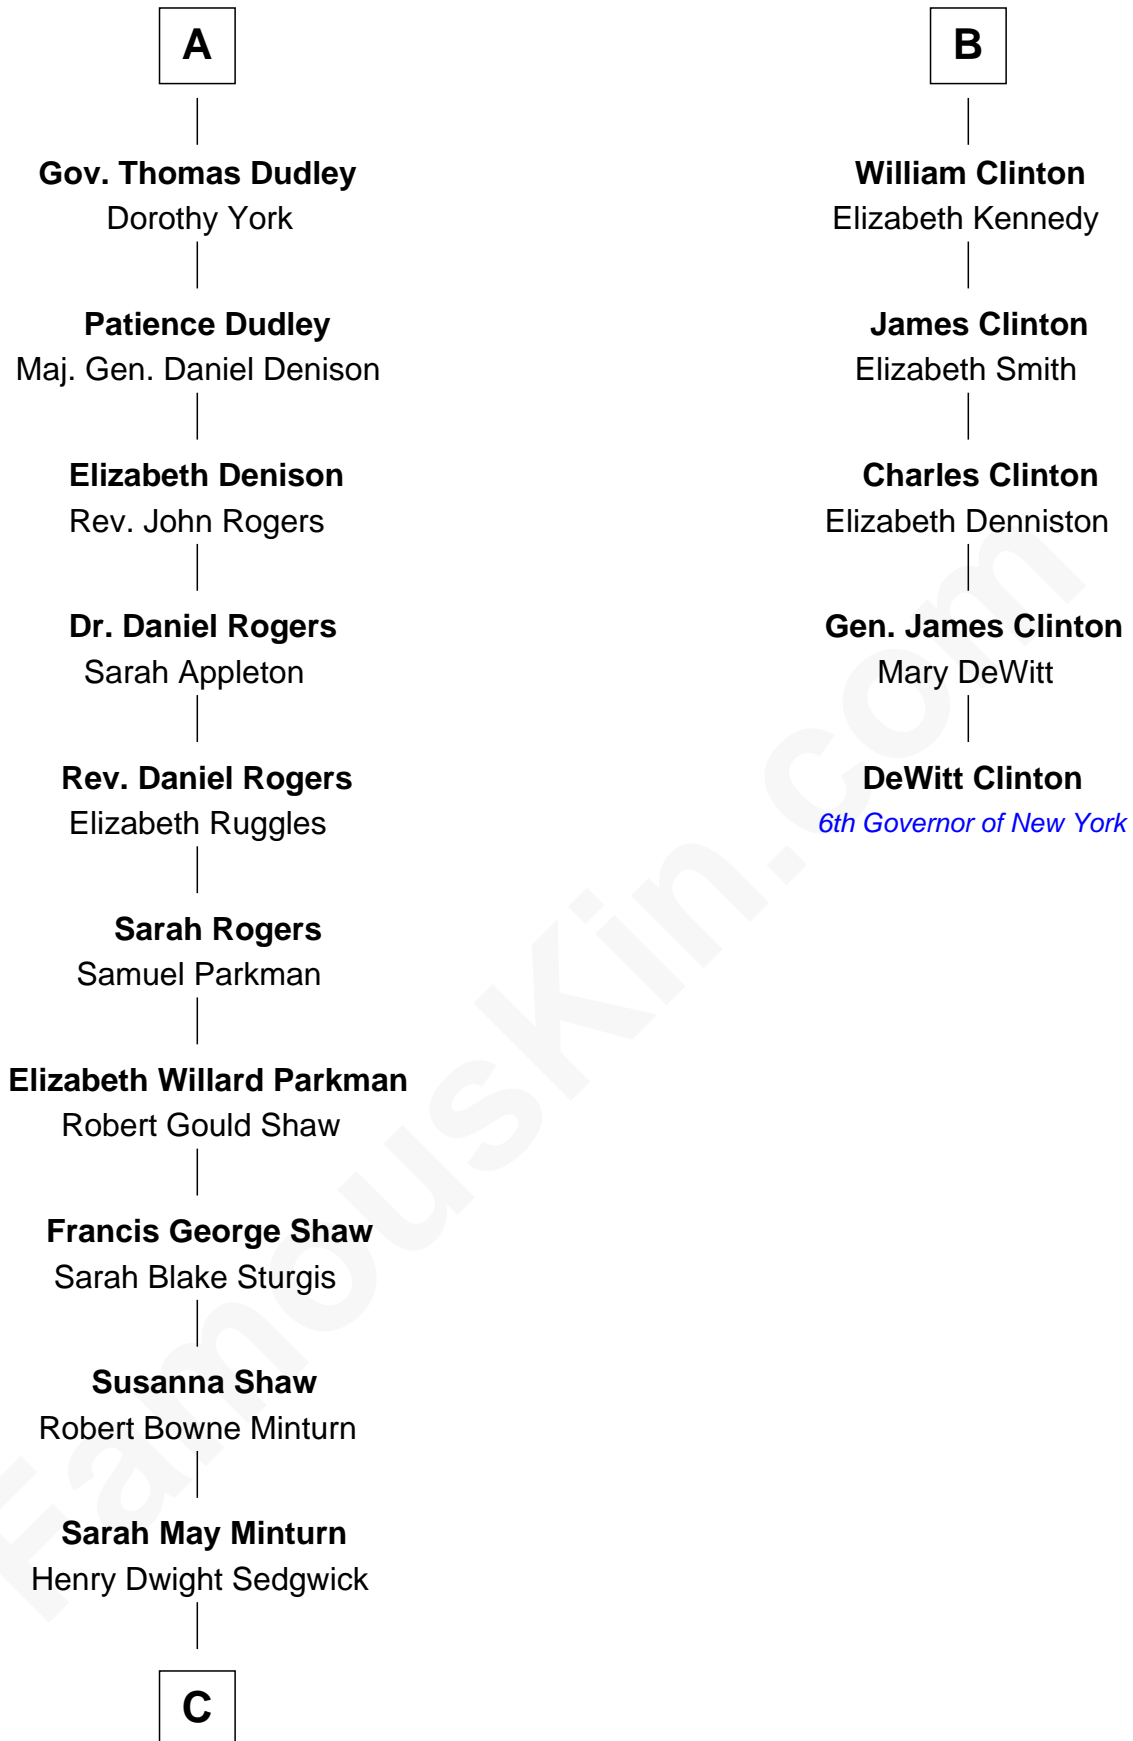 A
Gov. Thomas Dudley
Dorothy York
Patience Dudley
Maj. Gen. Daniel Denison
Elizabeth Denison
Rev. John Rogers
Dr. Daniel Rogers
Sarah Appleton
Rev. Daniel Rogers
Elizabeth Ruggles
Sarah Rogers
Samuel Parkman
Elizabeth Willard Parkman
Robert Gould Shaw
Francis George Shaw
Sarah Blake Sturgis
Susanna Shaw
Robert Bowne Minturn
Sarah May Minturn
Henry Dwight Sedgwick
C
B
William Clinton
Elizabeth Kennedy
James Clinton
Elizabeth Smith
Charles Clinton
Elizabeth Denniston
Gen. James Clinton
Mary DeWitt
DeWitt Clinton
6th Governor of New York
FamousKin.com